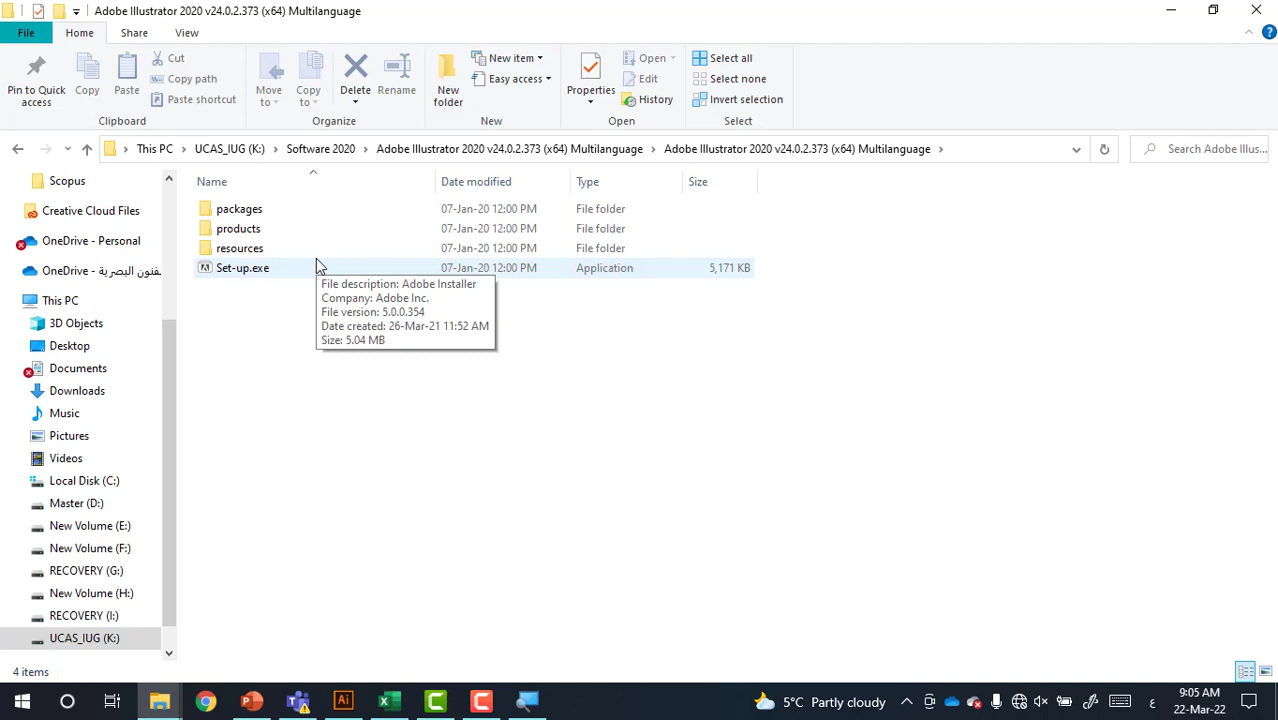 Adobe Illustrator 2020 v24.0.2.373 (x64) Multilanguage
File Home Share View
Pin to Quick access
Copy
Paste
Cut
Copy path
Paste shortcut
Clipboard
Move to
Copy to
Delete
Rename
Organize
New folder
New item
Easy access
New
Properties
Open
Edit
History
Open
Select all
Select none
Invert selection
Select
This PC UCAS_IUG (K:) Software 2020 Adobe Illustrator 2020 v24.0.2.373 (x64) Multilanguage Adobe Illustrator 2020 v24.0.2.373 (x64) Multilanguage
Search Adobe Illus...
Scopus
Creative Cloud Files
OneDrive - Personal
OneDrive - لفنون البصرية
This PC
3D Objects
Desktop
Documents
Downloads
Music
Pictures
Videos
Local Disk (C:)
Master (D:)
New Volume (E:)
New Volume (F:)
RECOVERY (G:)
New Volume (H:)
RECOVERY (I:)
UCAS_IUG (K:)
Name Date modified Type Size
packages 07-Jan-20 12:00 PM File folder
products 07-Jan-20 12:00 PM File folder
resources 07-Jan-20 12:00 PM File folder
Set-up.exe 07-Jan-20 12:00 PM Application 5,171 KB
File description: Adobe Installer
Company: Adobe Inc.
File version: 5.0.0.354
Date created: 26-Mar-21 11:52 AM
Size: 5.04 MB
4 items
5°C Partly cloudy
ع
9:05 AM
22-Mar-22